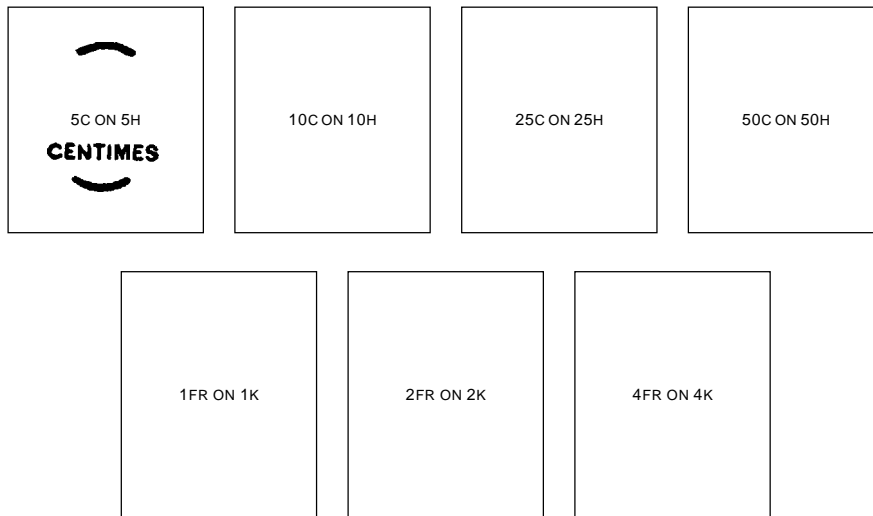 5C ON 5H
CENTIMES
10C ON 10H
25C ON 25H
50C ON 50H
1FR ON 1K
2FR ON 2K
4FR ON 4K